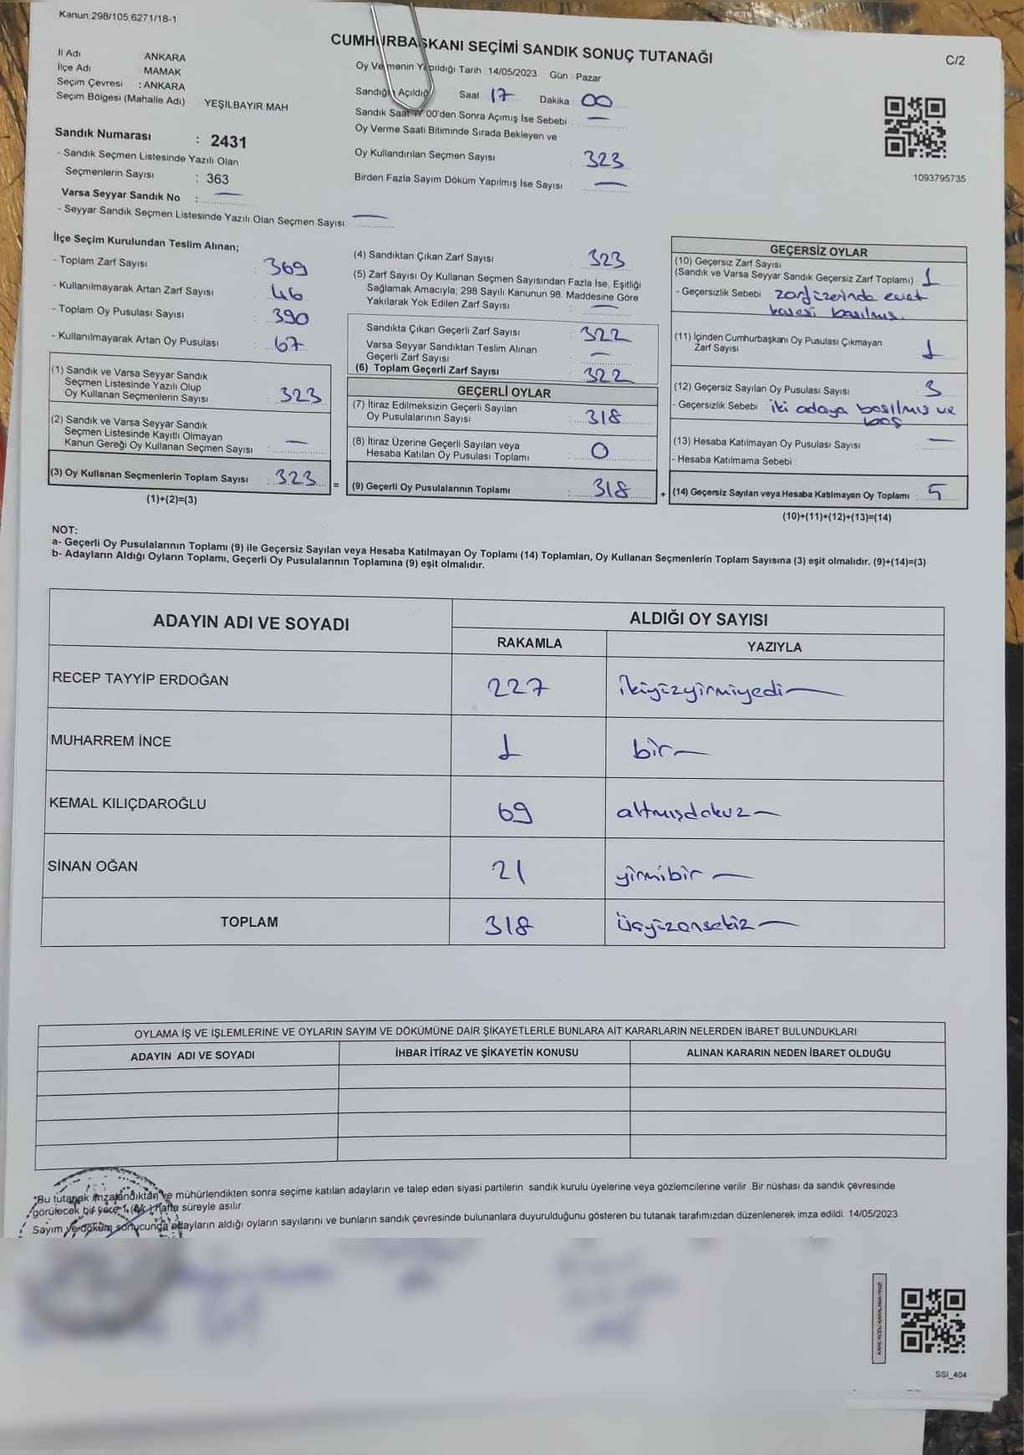 Kanun:298/105,6271/18-1
CUMHURBAŞKANI SEÇİMİ SANDIK SONUÇ TUTANAĞI
C/2
İl Adı ANKARA
İlçe Adı MAMAK
Seçim Çevresi : ANKARA
Seçim Bölgesi (Mahalle Adı) YEŞİLBAYIR MAH
Oy Vermenin Yapıldığı Tarih 14/05/2023 Gün : Pazar
Sandığın Açıldığı Saat 17 Dakika 00
Sandık Saat 17 00'den Sonra Açımış İse Sebebi : —
Oy Verme Saati Bitiminde Sırada Bekleyen ve
Oy Kullandırılan Seçmen Sayısı : 323
Birden Fazla Sayım Döküm Yapılmış İse Sayısı —
1093795735
Sandık Numarası : 2431
- Sandık Seçmen Listesinde Yazılı Olan
Seçmenlerin Sayısı : 363
Varsa Seyyar Sandık No : —
- Seyyar Sandık Seçmen Listesinde Yazılı Olan Seçmen Sayısı: —
İlçe Seçim Kurulundan Teslim Alınan;
- Toplam Zarf Sayısı 369
- Kullanılmayarak Artan Zarf Sayısı 46
- Toplam Oy Pusulası Sayısı 390
- Kullanılmayarak Artan Oy Pusulası : 67
(1) Sandık ve Varsa Seyyar Sandık
Seçmen Listesinde Yazılı Olup
Oy Kullanan Seçmenlerin Sayısı : 323
(2) Sandık ve Varsa Seyyar Sandık
Seçmen Listesinde Kayıtlı Olmayan
Kanun Gereği Oy Kullanan Seçmen Sayısı : —
(3) Oy Kullanan Seçmenlerin Toplam Sayısı : 323 =
(1)+(2)=(3)
(4) Sandıktan Çıkan Zarf Sayısı : 323
(5) Zarf Sayısı Oy Kullanan Seçmen Sayısından Fazla İse, Eşitliği
Sağlamak Amacıyla; 298 Sayılı Kanunun 98. Maddesine Göre
Yakılarak Yok Edilen Zarf Sayısı : —
Sandıkta Çıkan Geçerli Zarf Sayısı : 322
Varsa Seyyar Sandıktan Teslim Alınan
Geçerli Zarf Sayısı : —
(6) Toplam Geçerli Zarf Sayısı : 322
GEÇERLİ OYLAR
(7) İtiraz Edilmeksizin Geçerli Sayılan
Oy Pusulasının Sayısı : 318
(8) İtiraz Üzerine Geçerli Sayılan veya
Hesaba Katılan Oy Pusulası Toplamı : 0
(9) Geçerli Oy Pusulalarının Toplamı : 318 +
GEÇERSİZ OYLAR
(10) Geçersiz Zarf Sayısı
(Sandık ve Varsa Seyyar Sandık Geçersiz Zarf Toplamı) : 1
- Geçersizlik Sebebi zarf üzerinde evet
kaşesi basılmış.
(11) İçinden Cumhurbaşkanı Oy Pusulası Çıkmayan
Zarf Sayısı : 1
(12) Geçersiz Sayılan Oy Pusulası Sayısı : 3
- Geçersizlik Sebebi : iki adaya basılmış ve
boş
(13) Hesaba Katılmayan Oy Pusulası Sayısı : —
- Hesaba Katılmama Sebebi :
(14) Geçersiz Sayılan veya Hesaba Katılmayan Oy Toplamı : 5
(10)+(11)+(12)+(13)=(14)
NOT:
a- Geçerli Oy Pusulalarının Toplamı (9) ile Geçersiz Sayılan veya Hesaba Katılmayan Oy Toplamı (14) Toplamları, Oy Kullanan Seçmenlerin Toplam Sayısına (3) eşit olmalıdır. (9)+(14)=(3)
b- Adayların Aldığı Oyların Toplamı, Geçerli Oy Pusulalarının Toplamına (9) eşit olmalıdır.
ADAYIN ADI VE SOYADI ALDIĞI OY SAYISI
RAKAMLA YAZIYLA
RECEP TAYYİP ERDOĞAN 227 ikiyüzyirmiyedi —
MUHARREM İNCE 1 bir —
KEMAL KILIÇDAROĞLU 69 altmışdokuz —
SİNAN OĞAN 21 yirmibir —
TOPLAM 318 üçyüzonsekiz —
OYLAMA İŞ VE İŞLEMLERİNE VE OYLARIN SAYIM VE DÖKÜMÜNE DAİR ŞİKAYETLERLE BUNLARA AİT KARARLARIN NELERDEN İBARET BULUNDUKLARI
ADAYIN ADI VE SOYADI İHBAR İTİRAZ VE ŞİKAYETİN KONUSU ALINAN KARARIN NEDEN İBARET OLDUĞU
*Bu tutanak imzalandıktan ve mühürlendikten sonra seçime katılan adayların ve talep eden siyasi partilerin sandık kurulu üyelerine veya gözlemcilerine verilir. Bir nüshası da sandık çevresinde
görülecek bir yere 1 hafta süreyle asılır.
Sayım ve döküm sonucunda adayların aldığı oyların sayılarını ve bunların sandık çevresinde bulunanlara duyurulduğunu gösteren bu tutanak tarafımızdan düzenlenerek imza edildi. 14/05/2023
SSI_404